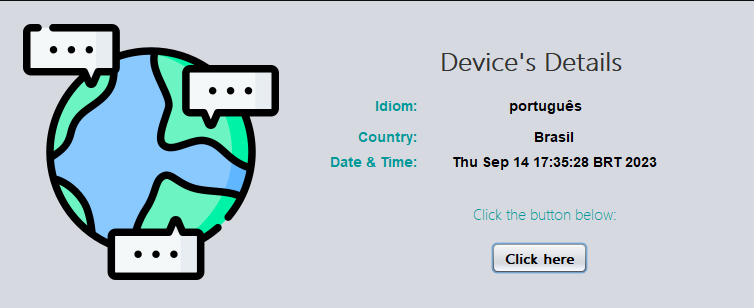 Device's Details
Idiom: português
Country: Brasil
Date & Time: Thu Sep 14 17:35:28 BRT 2023
Click the button below:
Click here